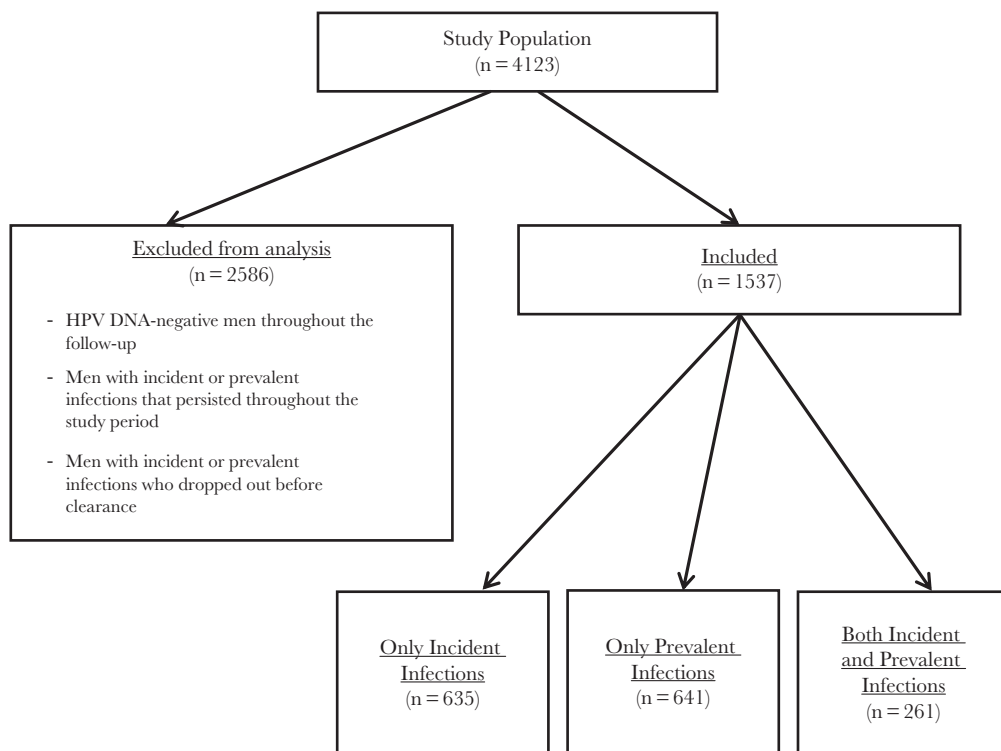 Study Population
(n = 4123)
Excluded from analysis
(n = 2586)
- HPV DNA-negative men throughout the
follow-up
- Men with incident or prevalent
infections that persisted throughout the
study period
- Men with incident or prevalent
infections who dropped out before
clearance
Included
(n = 1537)
Only Incident
Infections
(n = 635)
Only Prevalent
Infections
(n = 641)
Both Incident
and Prevalent
Infections
(n = 261)